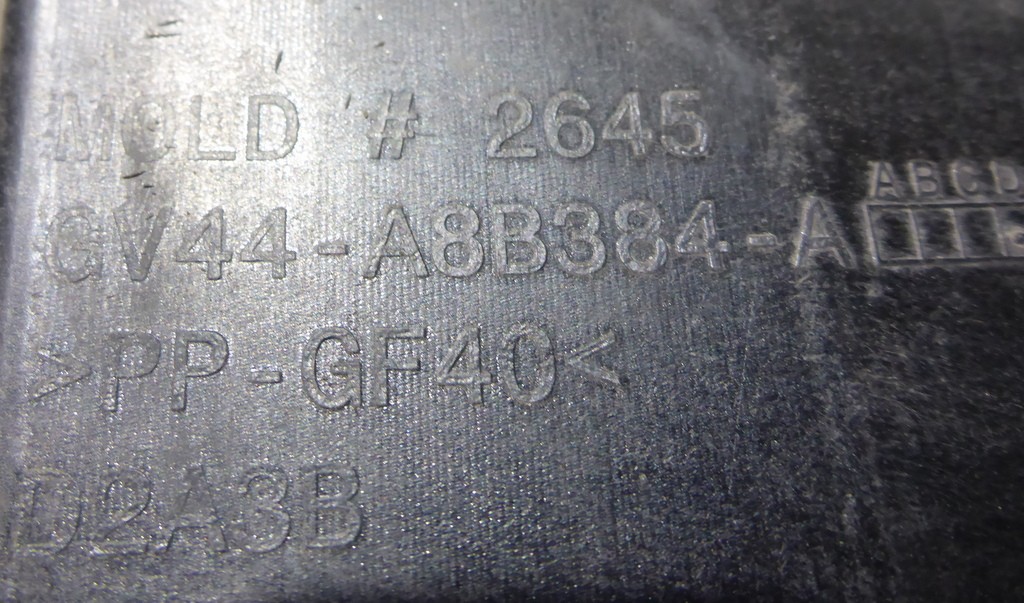 MOLD # 2645
GV44-A8B384-A
ABCD
>PP-GF40<
D2A3B